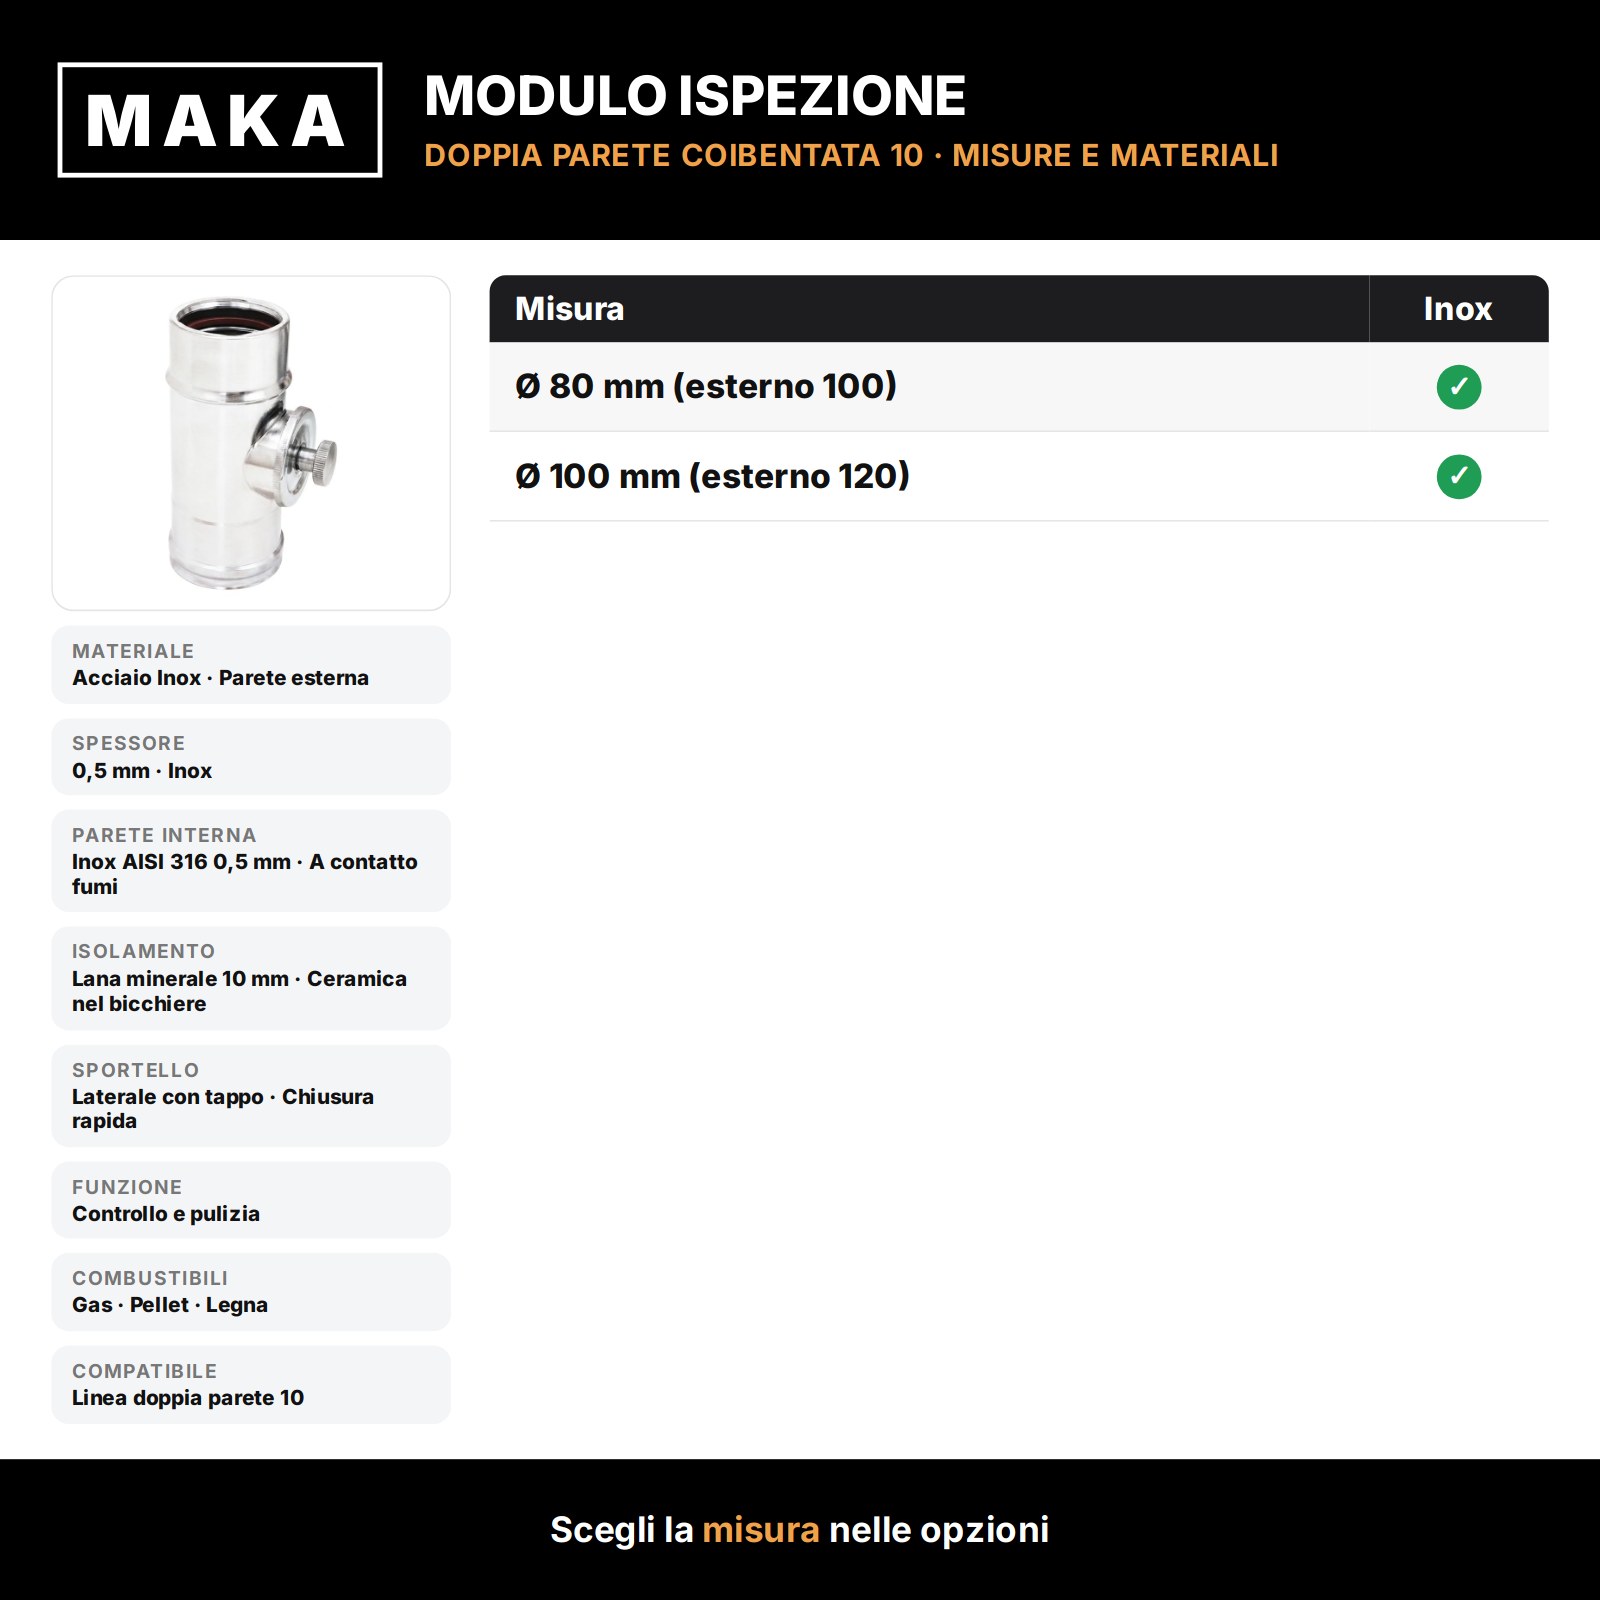 MAKA
MODULO ISPEZIONE
DOPPIA PARETE COIBENTATA 10 · MISURE E MATERIALI
Misura Inox
Ø 80 mm (esterno 100) ✓
Ø 100 mm (esterno 120) ✓
MATERIALE
Acciaio Inox · Parete esterna
SPESSORE
0,5 mm · Inox
PARETE INTERNA
Inox AISI 316 0,5 mm · A contatto
fumi
ISOLAMENTO
Lana minerale 10 mm · Ceramica
nel bicchiere
SPORTELLO
Laterale con tappo · Chiusura
rapida
FUNZIONE
Controllo e pulizia
COMBUSTIBILI
Gas · Pellet · Legna
COMPATIBILE
Linea doppia parete 10
Scegli la misura nelle opzioni